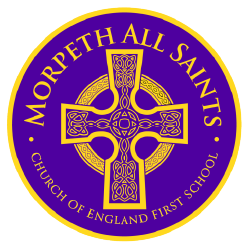 MORPETH ALL SAINTS
CHURCH OF ENGLAND FIRST SCHOOL